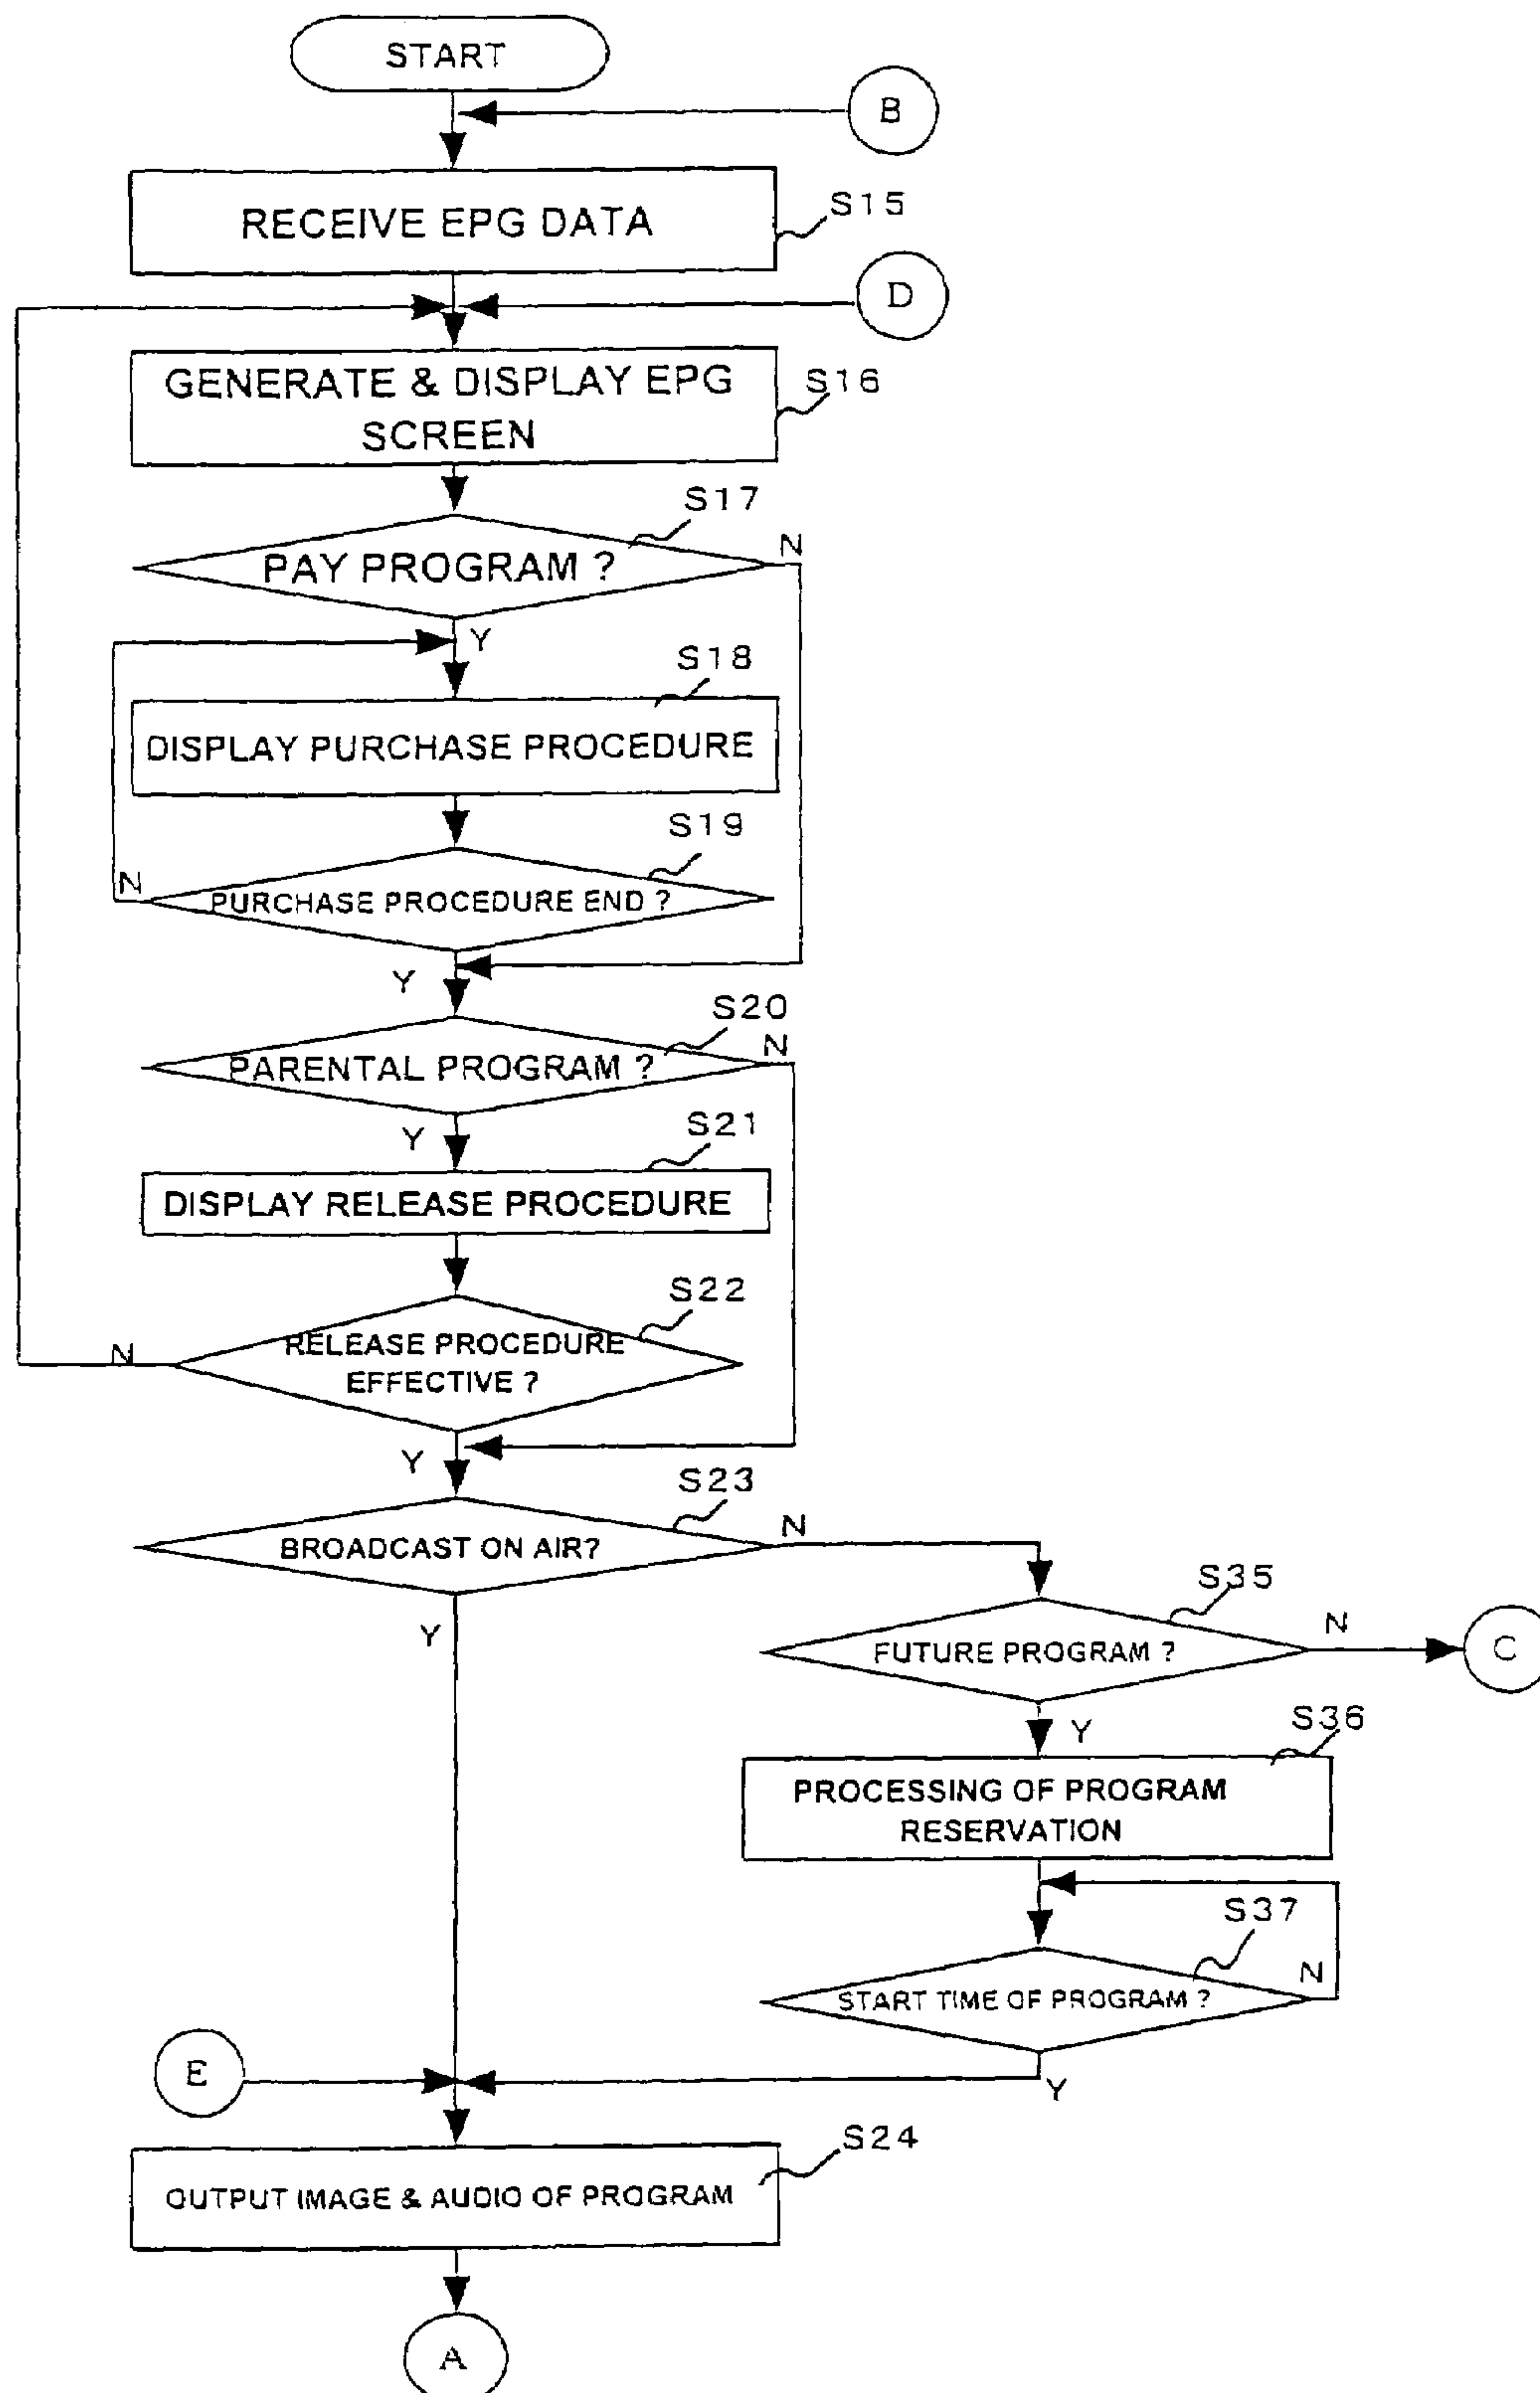 START
B
RECEIVE EPG DATA
S15
D
GENERATE & DISPLAY EPG
SCREEN
S16
S17
PAY PROGRAM ?
N
Y
S18
DISPLAY PURCHASE PROCEDURE
S19
N
PURCHASE PROCEDURE END ?
Y
S20
N
PARENTAL PROGRAM ?
Y
S21
DISPLAY RELEASE PROCEDURE
S22
RELEASE PROCEDURE
EFFECTIVE ?
N
Y
S23
BROADCAST ON AIR?
N
Y
S35
FUTURE PROGRAM ?
N
C
Y
S36
PROCESSING OF PROGRAM
RESERVATION
S37
N
START TIME OF PROGRAM ?
E
Y
S24
OUTPUT IMAGE & AUDIO OF PROGRAM
A